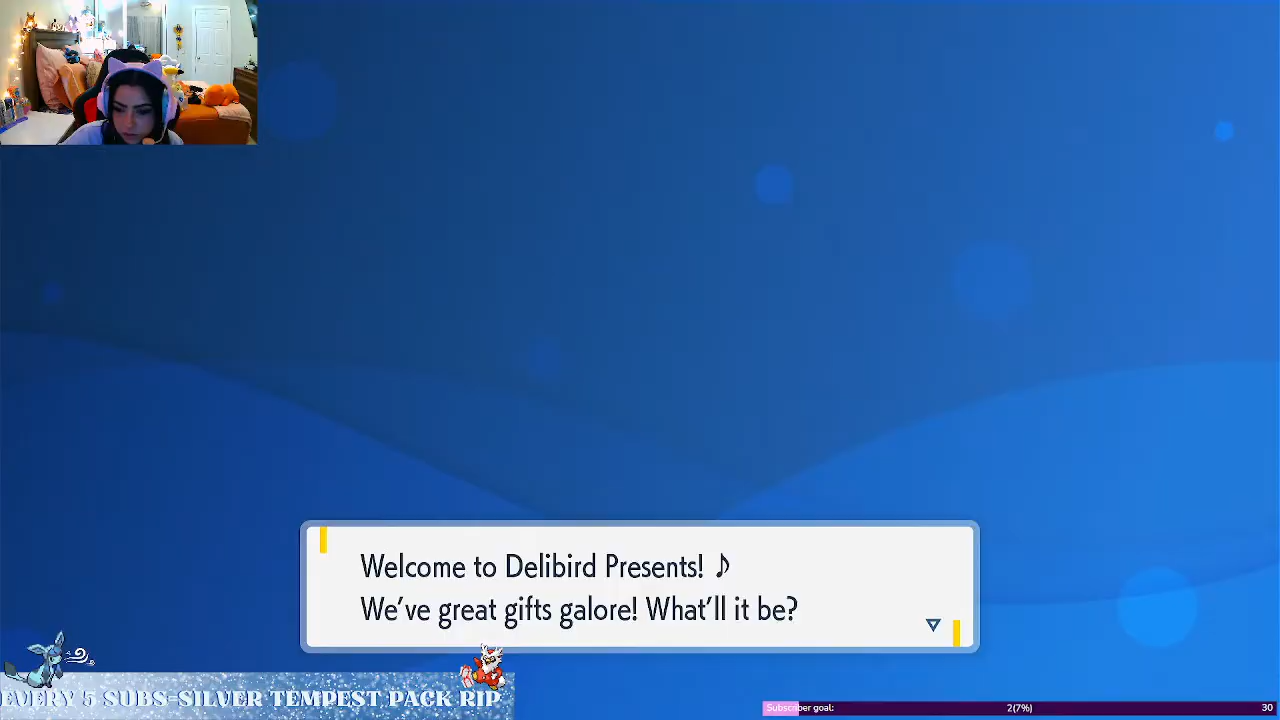 Welcome to Delibird Presents! ♪
We've great gifts galore! What'll it be?
EVERY 5 SUBS-SILVER TEMPEST PACK RIP
Subscriber goal: 2(7%) 30